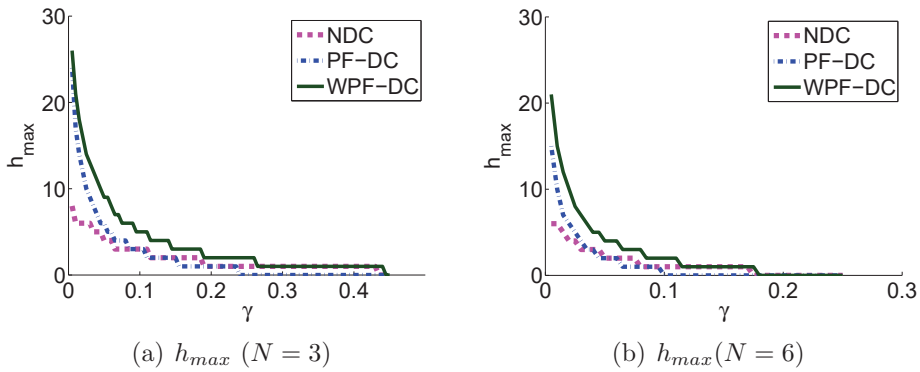 30
20
10
0
h_max
NDC
PF-DC
WPF-DC
0 0.1 0.2 0.3 0.4
γ
(a) h_max (N = 3)
30
20
10
0
h_max
NDC
PF-DC
WPF-DC
0 0.1 0.2 0.3
γ
(b) h_max(N = 6)